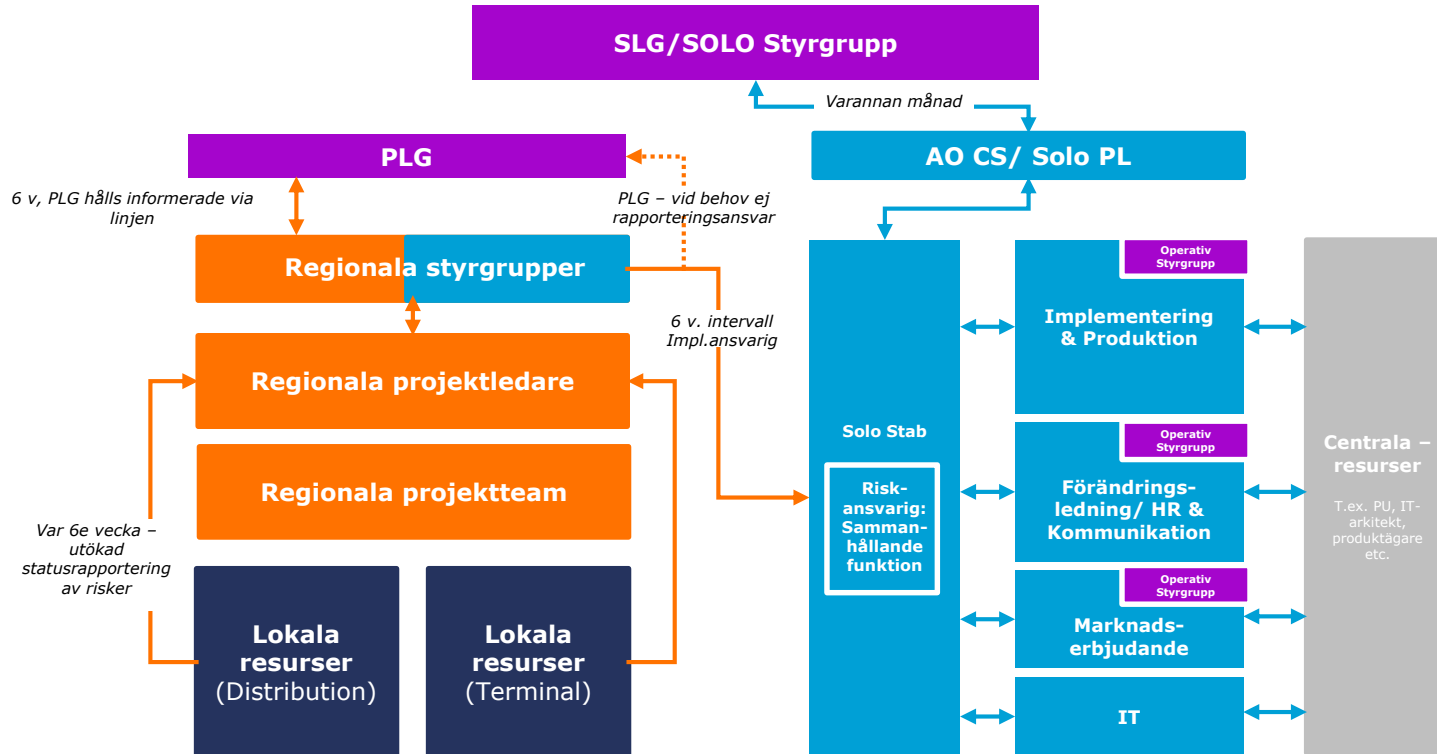 SLG/SOLO Styrgrupp
Varannan månad
PLG
AO CS/ Solo PL
6 v, PLG hålls informerade via
linjen
PLG – vid behov ej
rapporteringsansvar
Regionala styrgrupper
6 v. intervall
Impl.ansvarig
Regionala projektledare
Regionala projektteam
Var 6e vecka –
utökad
statusrapportering
av risker
Lokala
resurser
(Distribution)
Lokala
resurser
(Terminal)
Solo Stab
Risk-
ansvarig:
Samman-
hållande
funktion
Operativ
Styrgrupp
Implementering
& Produktion
Operativ
Styrgrupp
Förändrings-
ledning/ HR &
Kommunikation
Operativ
Styrgrupp
Marknads-
erbjudande
IT
Centrala –
resurser
T.ex. PU, IT-
arkitekt,
produktägare
etc.